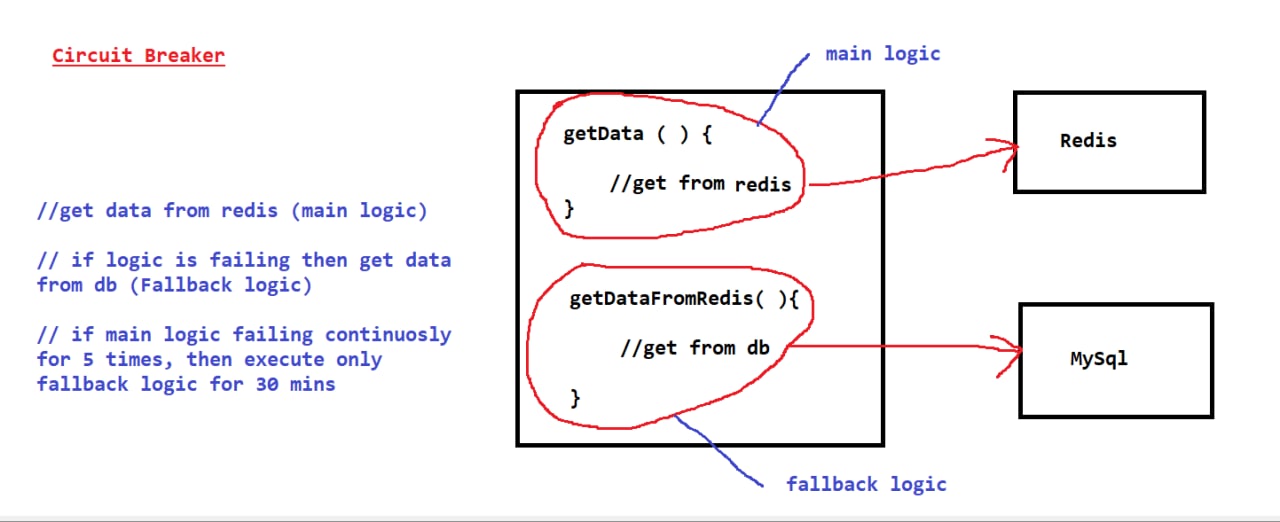 Circuit Breaker
main logic
getData ( ) {
//get from redis
}
Redis
//get data from redis (main logic)
// if logic is failing then get data
from db (Fallback logic)
// if main logic failing continuosly
for 5 times, then execute only
fallback logic for 30 mins
getDataFromRedis( ){
//get from db
}
MySql
fallback logic